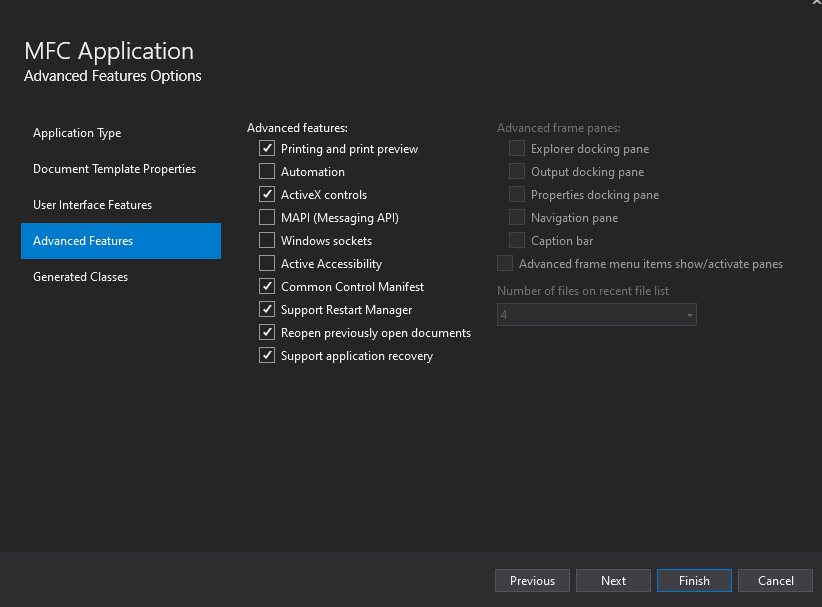 MFC Application
Advanced Features Options
Application Type
Document Template Properties
User Interface Features
Advanced Features
Generated Classes
Advanced features:
Printing and print preview
Automation
ActiveX controls
MAPI (Messaging API)
Windows sockets
Active Accessibility
Common Control Manifest
Support Restart Manager
Reopen previously open documents
Support application recovery
Advanced frame panes:
Explorer docking pane
Output docking pane
Properties docking pane
Navigation pane
Caption bar
Advanced frame menu items show/activate panes
Number of files on recent file list
4
Previous
Next
Finish
Cancel